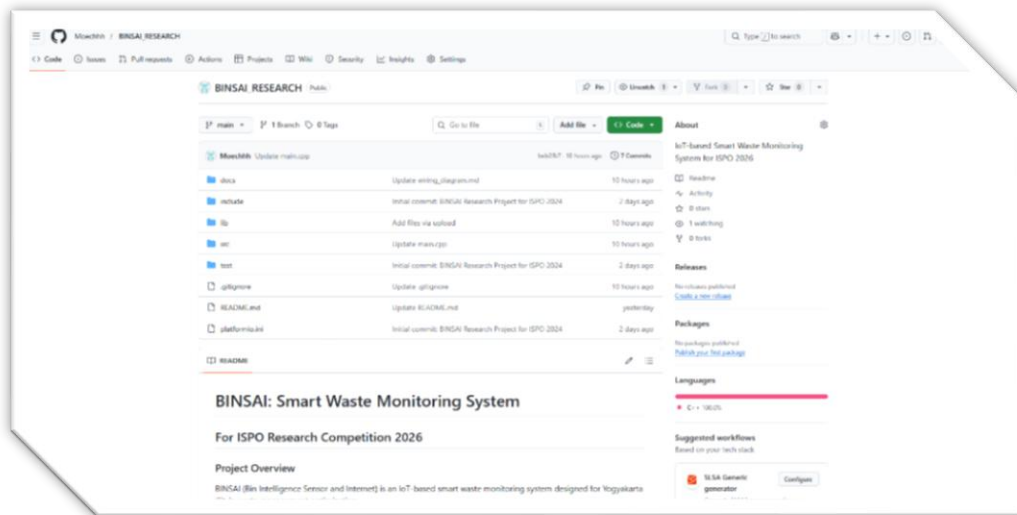 Moechhh / BINSAI_RESEARCH
Type / to search
Code Issues Pull requests Actions Projects Wiki Security Insights Settings
BINSAI_RESEARCH Public
Pin Unwatch 1 Fork 0 Star 0
main 1 Branch 0 Tags
Go to file
Add file
Code
Moechhh Update main.cpp
10 hours ago 7 Commits
docs Update wiring_diagram.md 10 hours ago
include Initial commit: BINSAI Research Project for ISPO 2024 2 days ago
lib Add files via upload 10 hours ago
src Update main.cpp 10 hours ago
test Initial commit: BINSAI Research Project for ISPO 2024 2 days ago
.gitignore Update .gitignore 10 hours ago
README.md Update README.md yesterday
platformio.ini Initial commit: BINSAI Research Project for ISPO 2024 2 days ago
README
BINSAI: Smart Waste Monitoring System
For ISPO Research Competition 2026
Project Overview
BINSAI (Bin Intelligence Sensor and Internet) is an IoT-based smart waste monitoring system designed for Yogyakarta
About
IoT-based Smart Waste Monitoring
System for ISPO 2026
Readme
Activity
0 stars
1 watching
0 forks
Releases
No releases published
Create a new release
Packages
No packages published
Publish your first package
Languages
C++ 100.0%
Suggested workflows
Based on your tech stack
SLSA Generic
generator
Configure